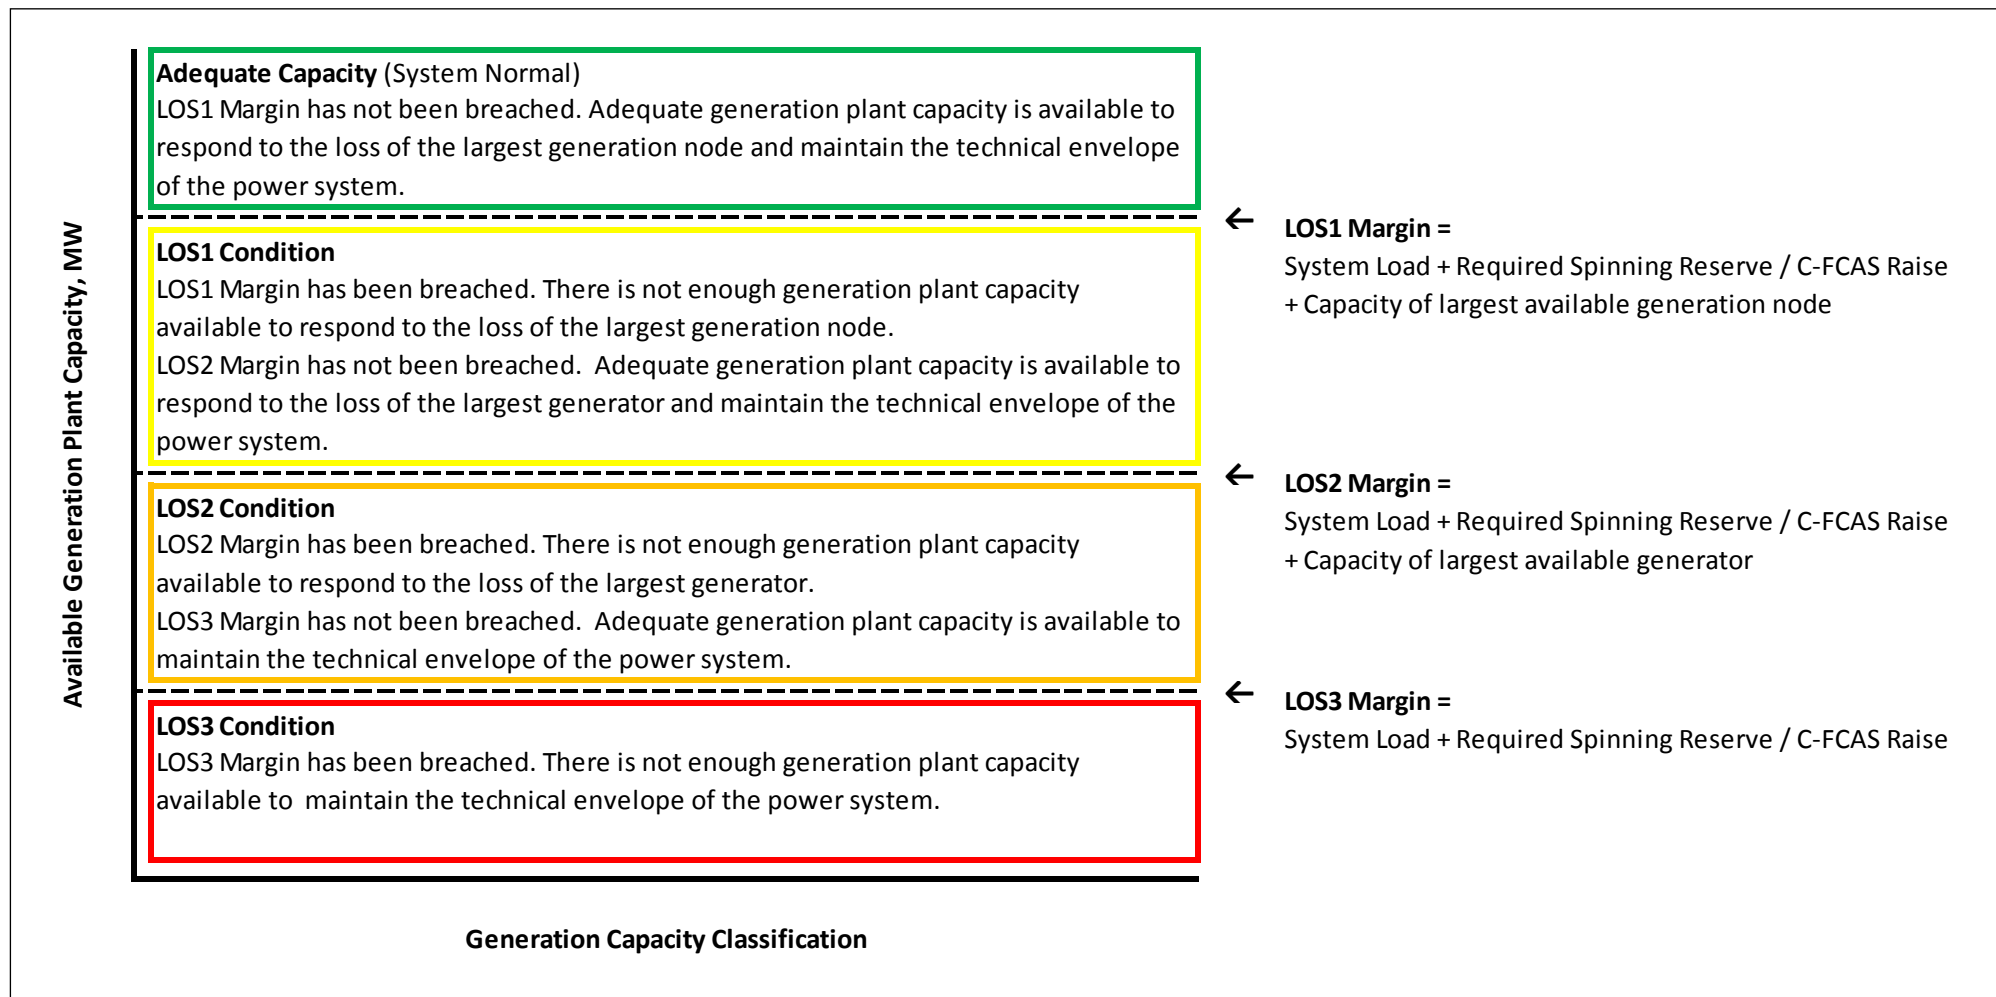 Adequate Capacity (System Normal)
LOS1 Margin has not been breached. Adequate generation plant capacity is available to
respond to the loss of the largest generation node and maintain the technical envelope
of the power system.
LOS1 Margin =
System Load + Required Spinning Reserve / C-FCAS Raise
+ Capacity of largest available generation node
LOS1 Condition
LOS1 Margin has been breached. There is not enough generation plant capacity
available to respond to the loss of the largest generation node.
LOS2 Margin has not been breached.  Adequate generation plant capacity is available to
respond to the loss of the largest generator and maintain the technical envelope of the
power system.
LOS2 Margin =
System Load + Required Spinning Reserve / C-FCAS Raise
+ Capacity of largest available generator
LOS2 Condition
LOS2 Margin has been breached. There is not enough generation plant capacity
available to respond to the loss of the largest generator.
LOS3 Margin has not been breached.  Adequate generation plant capacity is available to
maintain the technical envelope of the power system.
LOS3 Margin =
System Load + Required Spinning Reserve / C-FCAS Raise
LOS3 Condition
LOS3 Margin has been breached. There is not enough generation plant capacity
available to  maintain the technical envelope of the power system.
Available Generation Plant Capacity, MW
Generation Capacity Classification